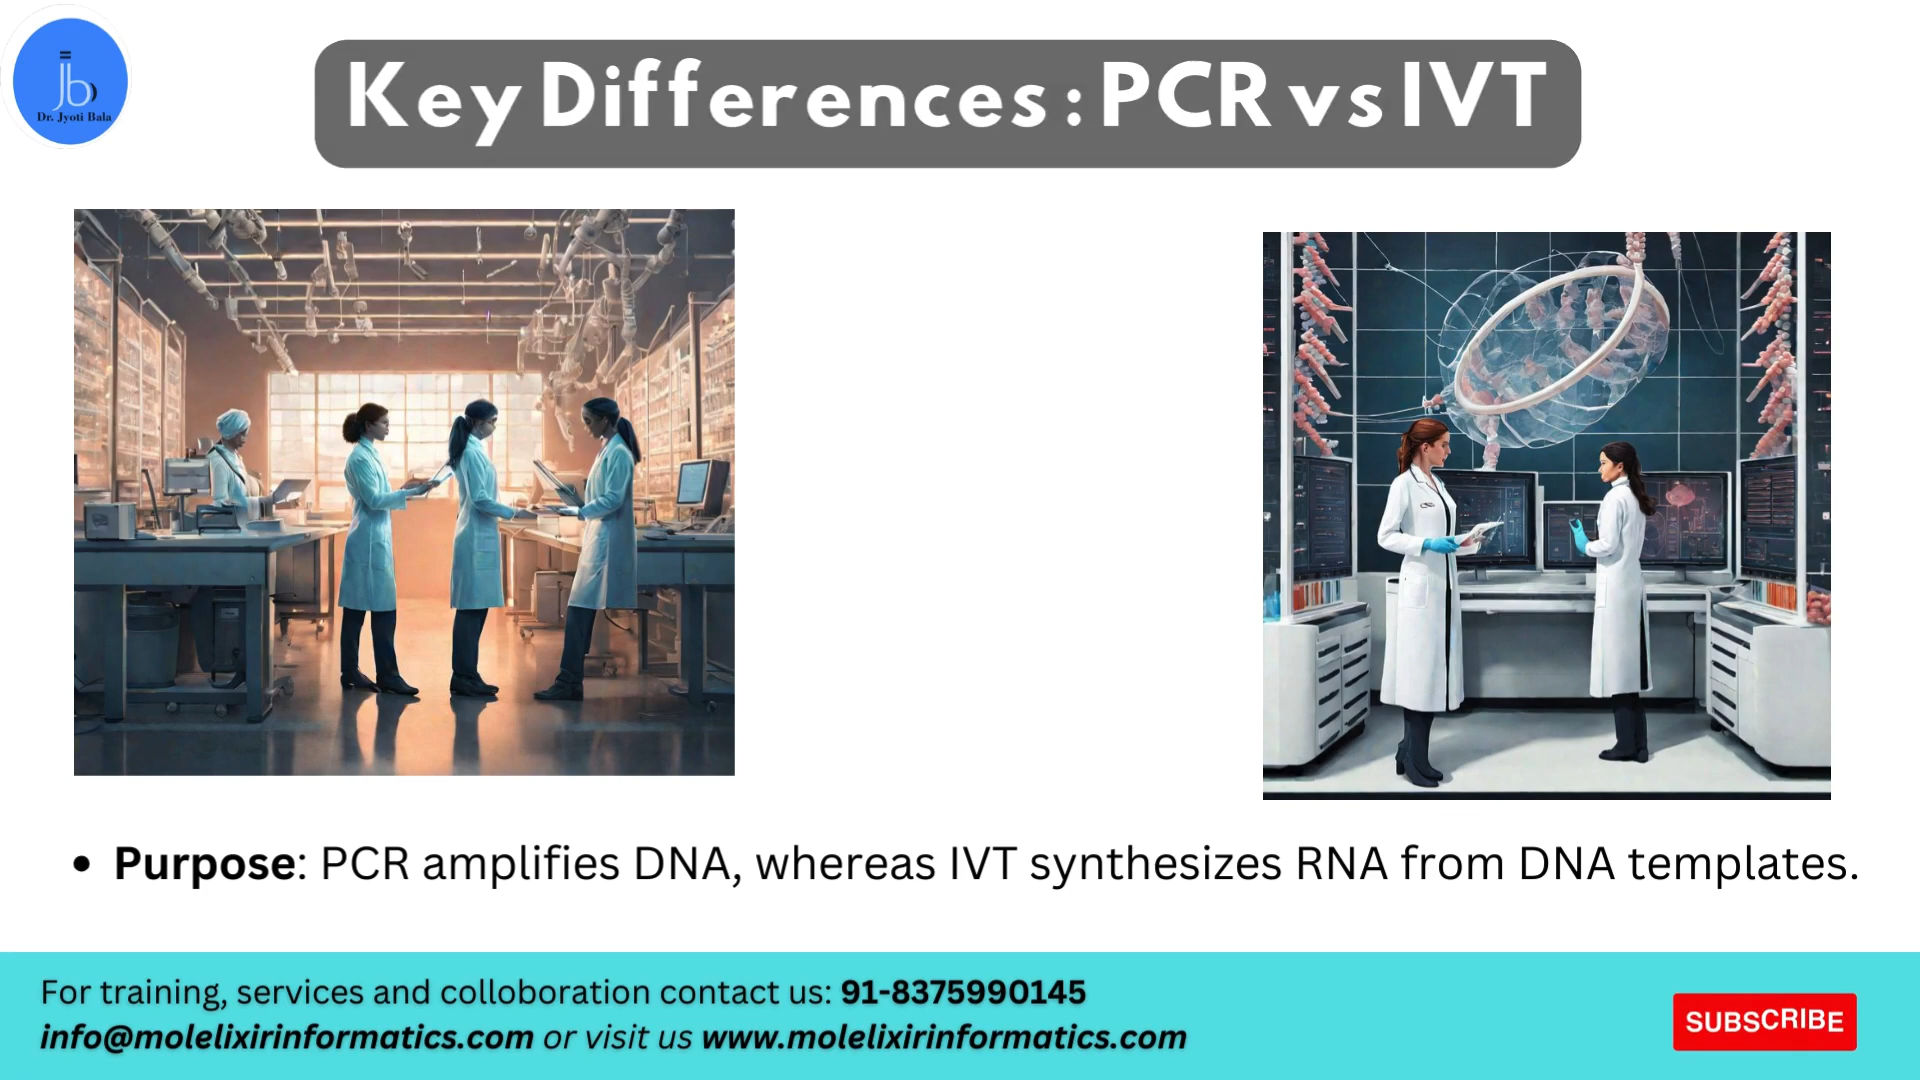 Dr. Jyoti Bala
Key Differences : PCR vs IVT
• Purpose: PCR amplifies DNA, whereas IVT synthesizes RNA from DNA templates.
For training, services and colloboration contact us: 91-8375990145
info@molelixirinformatics.com or visit us www.molelixirinformatics.com
SUBSCRIBE